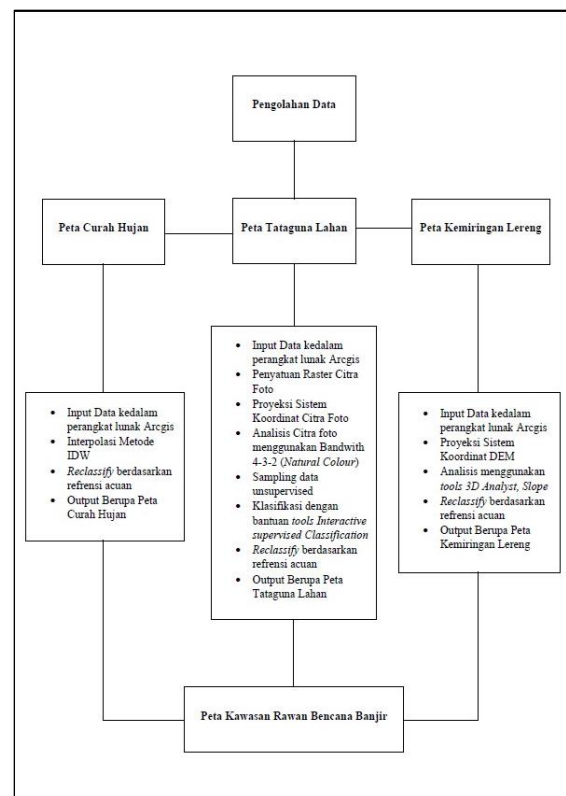 Pengolahan Data
Peta Curah Hujan
Peta Tataguna Lahan
Peta Kemiringan Lereng
• Input Data kedalam
perangkat lunak Arcgis
• Interpolasi Metode
IDW
• Reclassify berdasarkan
refrensi acuan
• Output Berupa Peta
Curah Hujan
• Input Data kedalam
perangkat lunak Arcgis
• Penyatuan Raster Citra
Foto
• Proyeksi Sistem
Koordinat Citra Foto
• Analisis Citra foto
menggunakan Bandwith
4-3-2 (Natural Colour)
• Sampling data
unsupervised
• Klasifikasi dengan
bantuan tools Interactive
supervised Classification
• Reclassify berdasarkan
refrensi acuan
• Output Berupa Peta
Tataguna Lahan
• Input Data kedalam
perangkat lunak Arcgis
• Proyeksi Sistem
Koordinat DEM
• Analisis menggunakan
tools 3D Analyst, Slope
• Reclassify berdasarkan
refrensi acuan
• Output Berupa Peta
Kemiringan Lereng
Peta Kawasan Rawan Bencana Banjir